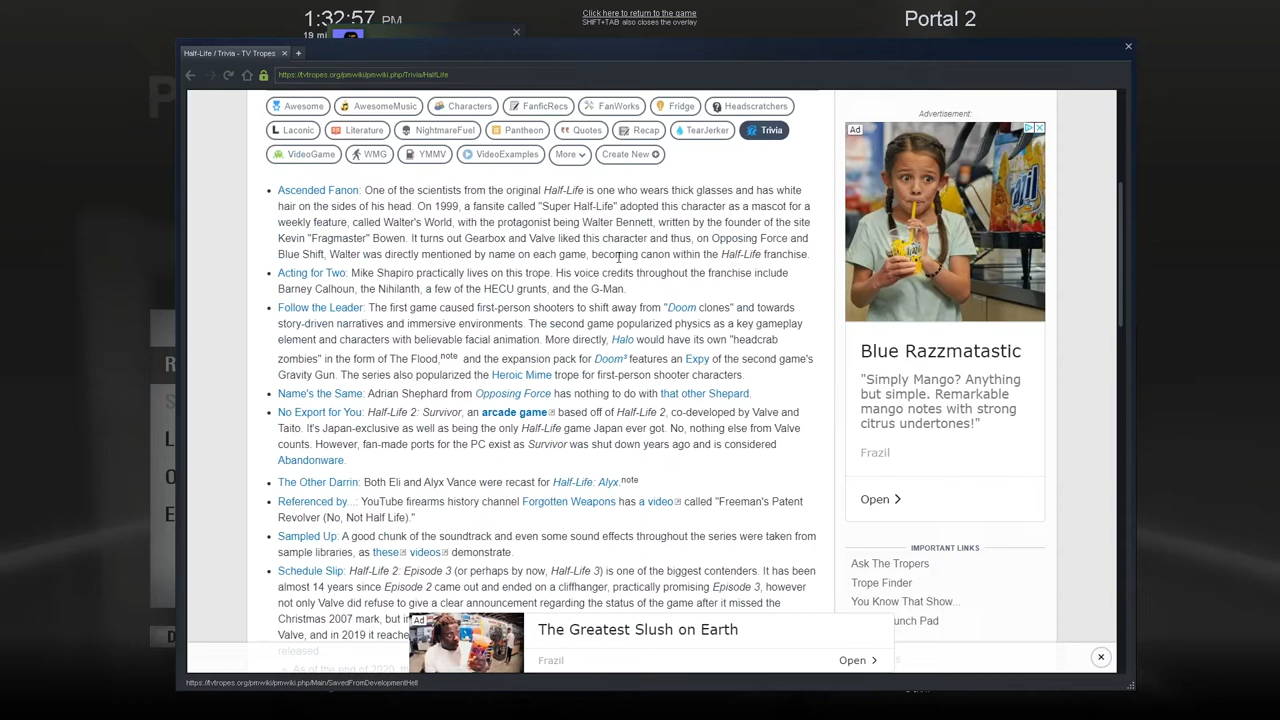 1:32:57 PM
19 mi
Click here to return to the game
SHIFT+TAB also closes the overlay
Portal 2
Half-Life / Trivia - TV Tropes
https://tvtropes.org/pmwiki/pmwiki.php/Trivia/HalfLife
Awesome AwesomeMusic Characters FanficRecs FanWorks Fridge Headscratchers
Laconic Literature NightmareFuel Pantheon Quotes Recap TearJerker Trivia
VideoGame WMG YMMV VideoExamples More Create New
Ascended Fanon: One of the scientists from the original Half-Life is one who wears thick glasses and has white
hair on the sides of his head. On 1999, a fansite called "Super Half-Life" adopted this character as a mascot for a
weekly feature, called Walter's World, with the protagonist being Walter Bennett, written by the founder of the site
Kevin "Fragmaster" Bowen. It turns out Gearbox and Valve liked this character and thus, on Opposing Force and
Blue Shift, Walter was directly mentioned by name on each game, becoming canon within the Half-Life franchise.
Acting for Two: Mike Shapiro practically lives on this trope. His voice credits throughout the franchise include
Barney Calhoun, the Nihilanth, a few of the HECU grunts, and the G-Man.
Follow the Leader: The first game caused first-person shooters to shift away from "Doom clones" and towards
story-driven narratives and immersive environments. The second game popularized physics as a key gameplay
element and characters with believable facial animation. More directly, Halo would have its own "headcrab
zombies" in the form of The Flood,note and the expansion pack for Doom³ features an Expy of the second game's
Gravity Gun. The series also popularized the Heroic Mime trope for first-person shooter characters.
Name's the Same: Adrian Shephard from Opposing Force has nothing to do with that other Shepard.
No Export for You: Half-Life 2: Survivor, an arcade game based off of Half-Life 2, co-developed by Valve and
Taito. It's Japan-exclusive as well as being the only Half-Life game Japan ever got. No, nothing else from Valve
counts. However, fan-made ports for the PC exist as Survivor was shut down years ago and is considered
Abandonware.
The Other Darrin: Both Eli and Alyx Vance were recast for Half-Life: Alyx.note
Referenced by...: YouTube firearms history channel Forgotten Weapons has a video called "Freeman's Patent
Revolver (No, Not Half Life)."
Sampled Up: A good chunk of the soundtrack and even some sound effects throughout the series were taken from
sample libraries, as these videos demonstrate.
Schedule Slip: Half-Life 2: Episode 3 (or perhaps by now, Half-Life 3) is one of the biggest contenders. It has been
almost 14 years since Episode 2 came out and ended on a cliffhanger, practically promising Episode 3, however
not only Valve did refuse to give a clear announcement regarding the status of the game after it missed the
Christmas 2007 mark, but
Valve, and in 2019 it reache
released.
As of the end of 2020,
Advertisement:
Ad
Blue Razzmatastic
"Simply Mango? Anything
but simple. Remarkable
mango notes with strong
citrus undertones!"
Frazil
Open
IMPORTANT LINKS
Ask The Tropers
Trope Finder
You Know That Show...
unch Pad
Ad
The Greatest Slush on Earth
Frazil
Open
https://tvtropes.org/pmwiki/pmwiki.php/Main/SavedFromDevelopmentHell